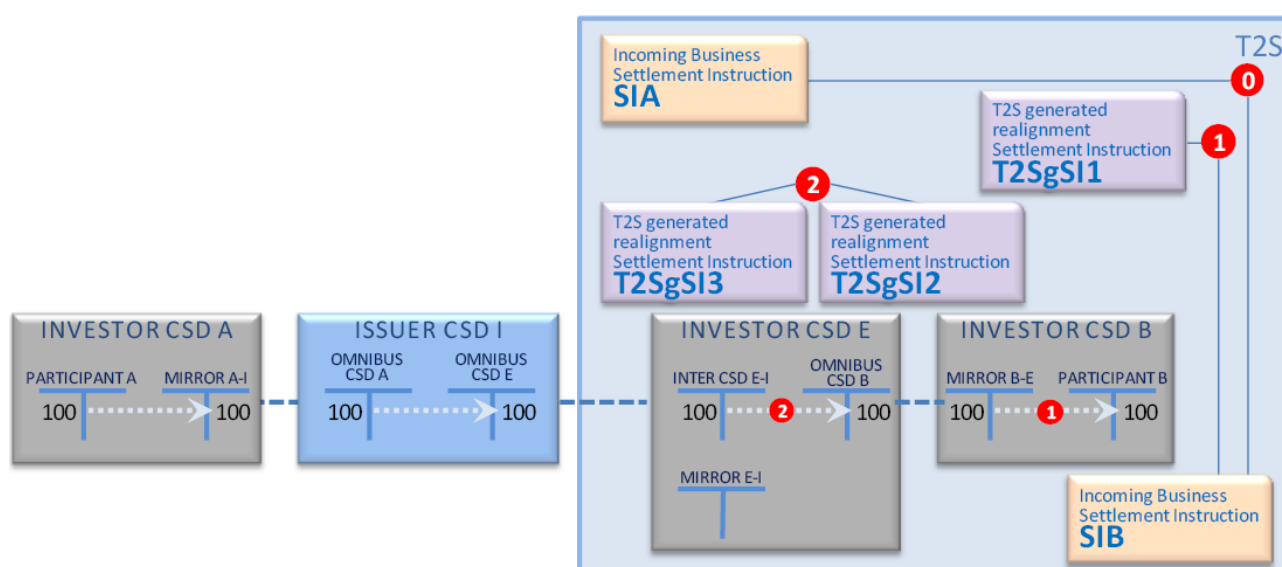 T2S
Incoming Business
Settlement Instruction
SIA
0
T2S generated
realignment
Settlement Instruction
T2SgSI1
1
2
T2S generated
realignment
Settlement Instruction
T2SgSI3
T2S generated
realignment
Settlement Instruction
T2SgSI2
INVESTOR CSD A
PARTICIPANT A
MIRROR A-I
100
100
ISSUER CSD I
OMNIBUS
CSD A
OMNIBUS
CSD E
100
100
INVESTOR CSD E
INTER CSD E-I
OMNIBUS
CSD B
100
2
100
MIRROR E-I
INVESTOR CSD B
MIRROR B-E
PARTICIPANT B
100
1
100
Incoming Business
Settlement Instruction
SIB